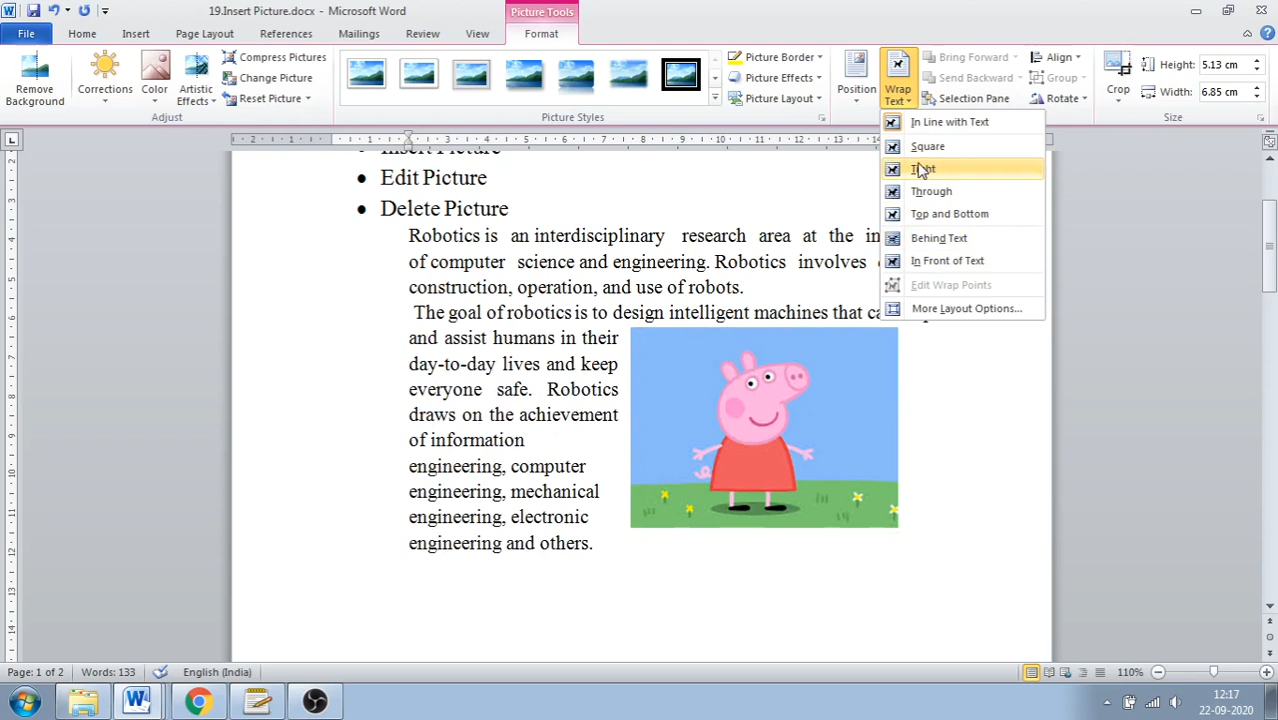 19.Insert Picture.docx - Microsoft Word
Picture Tools
File
Home
Insert
Page Layout
References
Mailings
Review
View
Format
Remove Background
Corrections
Color
Artistic Effects
Compress Pictures
Change Picture
Reset Picture
Adjust
Picture Styles
Picture Border
Picture Effects
Picture Layout
Position
Wrap Text
Bring Forward
Send Backward
Selection Pane
Align
Group
Rotate
Crop
Height: 5.13 cm
Width: 6.85 cm
Size
In Line with Text
Square
Through
Top and Bottom
Behind Text
In Front of Text
Edit Wrap Points
More Layout Options...
Insert Picture
• Edit Picture
• Delete Picture
Robotics is an interdisciplinary research area at the
of computer science and engineering. Robotics involves
construction, operation, and use of robots.
The goal of robotics is to design intelligent machines that
and assist humans in their
day-to-day lives and keep
everyone safe. Robotics
draws on the achievement
of information
engineering, computer
engineering, mechanical
engineering, electronic
engineering and others.
Page: 1 of 2
Words: 133
English (India)
110%
12:17
22-09-2020